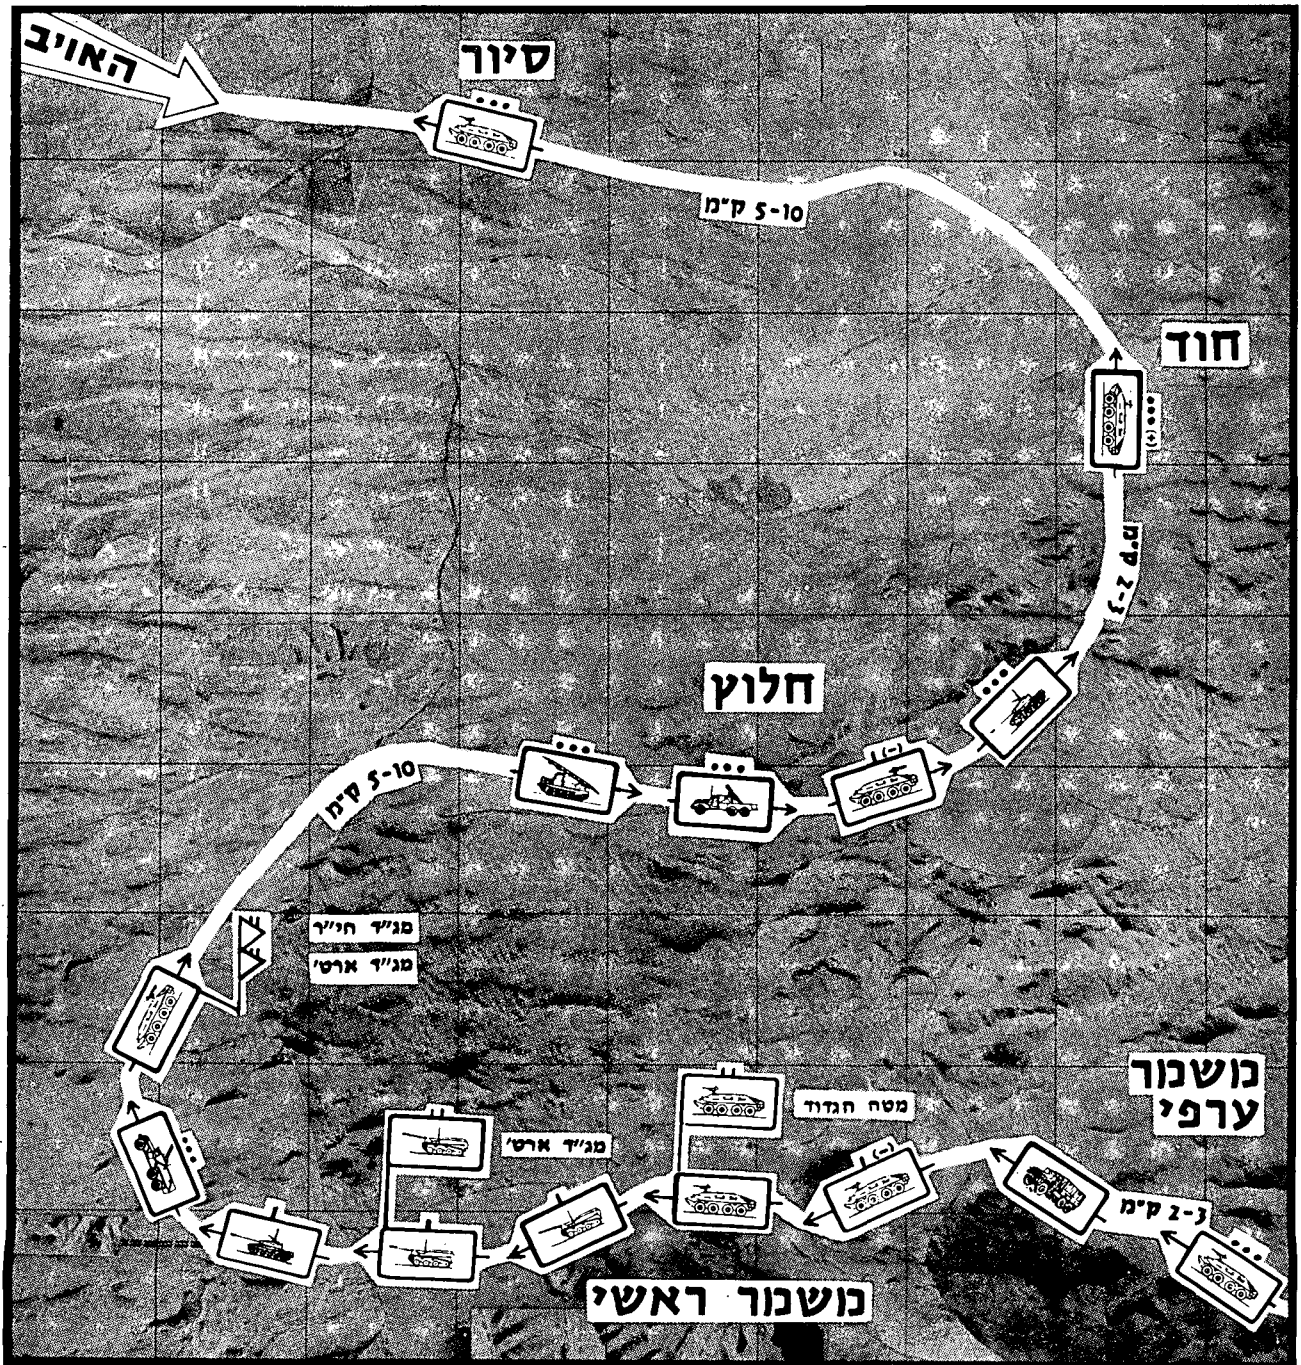 האויב
סיור
5-10 ק"מ
חוד
(+)
2-3 ק"מ
חלוץ
(-)
5-10 ק"מ
מג"ד חי"ר
מג"ד ארט'
משמר
ערפי
מטה הגדוד
מג"ד ארט'
(-)
2-3 ק"מ
משמר ראשי